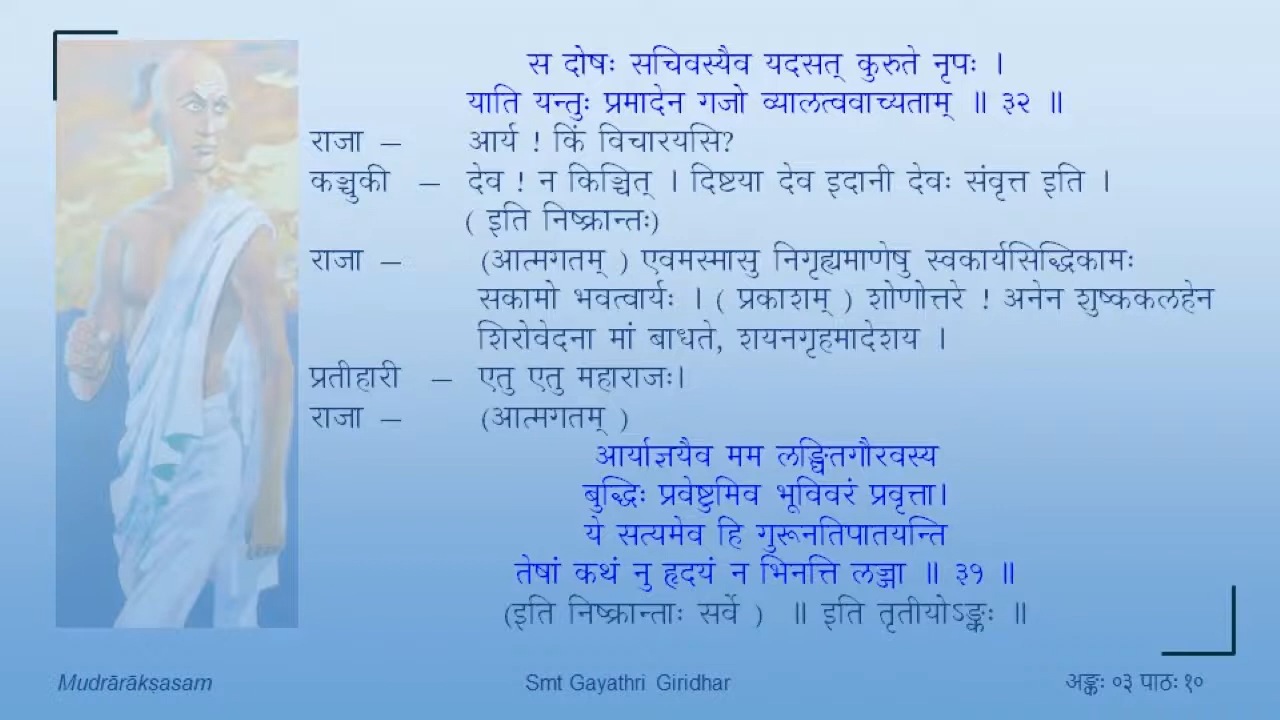 स दोषः सचिवस्यैव यदसत् कुरुते नृपः ।
याति यन्तुः प्रमादेन गजो व्यालत्ववाच्यताम् ॥ ३२ ॥
राजा – आर्य ! किं विचारयसि?
कञ्चुकी – देव ! न किञ्चित् । दिष्टया देव इदानी देवः संवृत्त इति ।
( इति निष्क्रान्तः)
राजा – (आत्मगतम् ) एवमस्मासु निगृह्यमाणेषु स्वकार्यसिद्धिकामः
सकामो भवत्वार्यः । ( प्रकाशम् ) शोणोत्तरे ! अनेन शुष्ककलहेन
शिरोवेदना मां बाधते, शयनगृहमादेशय ।
प्रतीहारी – एतु एतु महाराजः।
राजा – (आत्मगतम् )
आर्याज्ञयैव मम लङ्घितगौरवस्य
बुद्धिः प्रवेष्टुमिव भूविवरं प्रवृत्ता।
ये सत्यमेव हि गुरूनतिपातयन्ति
तेषां कथं नु हृदयं न भिनत्ति लज्जा ॥ ३१ ॥
(इति निष्क्रान्ताः सर्वे ) ॥ इति तृतीयोऽङ्कः ॥
Mudrārākṣasam Smt Gayathri Giridhar अङ्कः ०३ पाठः १०